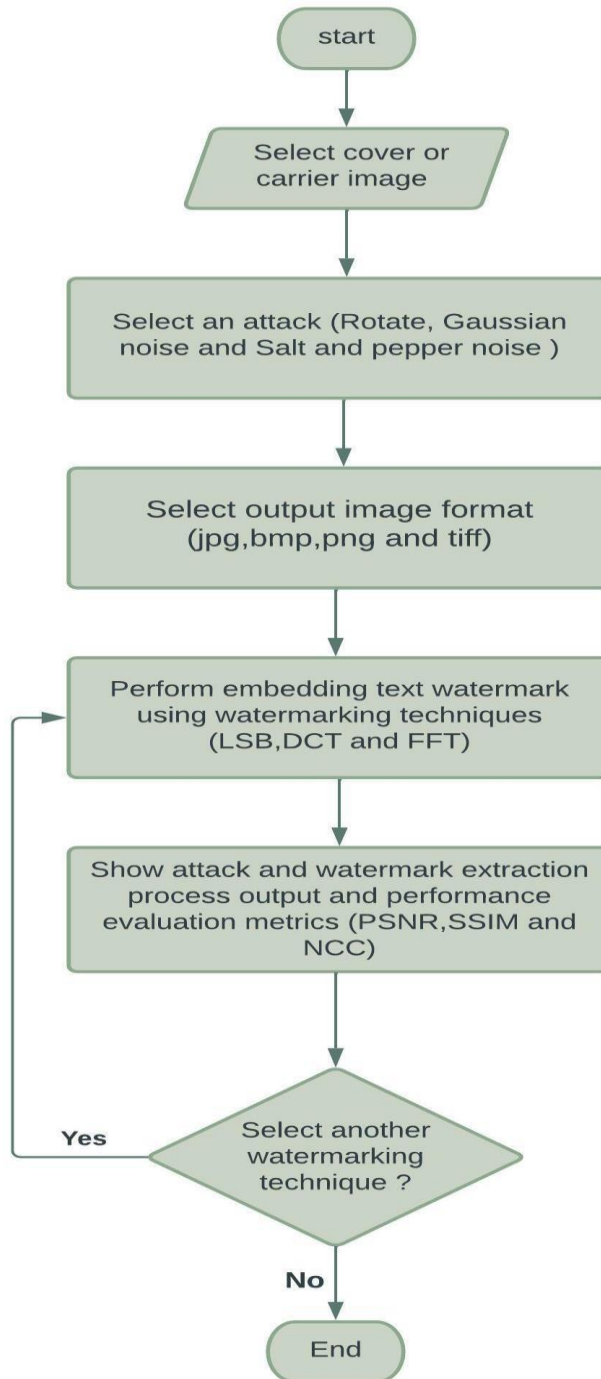 start
Select cover or
carrier image
Select an attack (Rotate, Gaussian
noise and Salt and pepper noise )
Select output image format
(jpg,bmp,png and tiff)
Perform embedding text watermark
using watermarking techniques
(LSB,DCT and FFT)
Show attack and watermark extraction
process output and performance
evaluation metrics (PSNR,SSIM and
NCC)
Select another
watermarking
technique ?
Yes
No
End